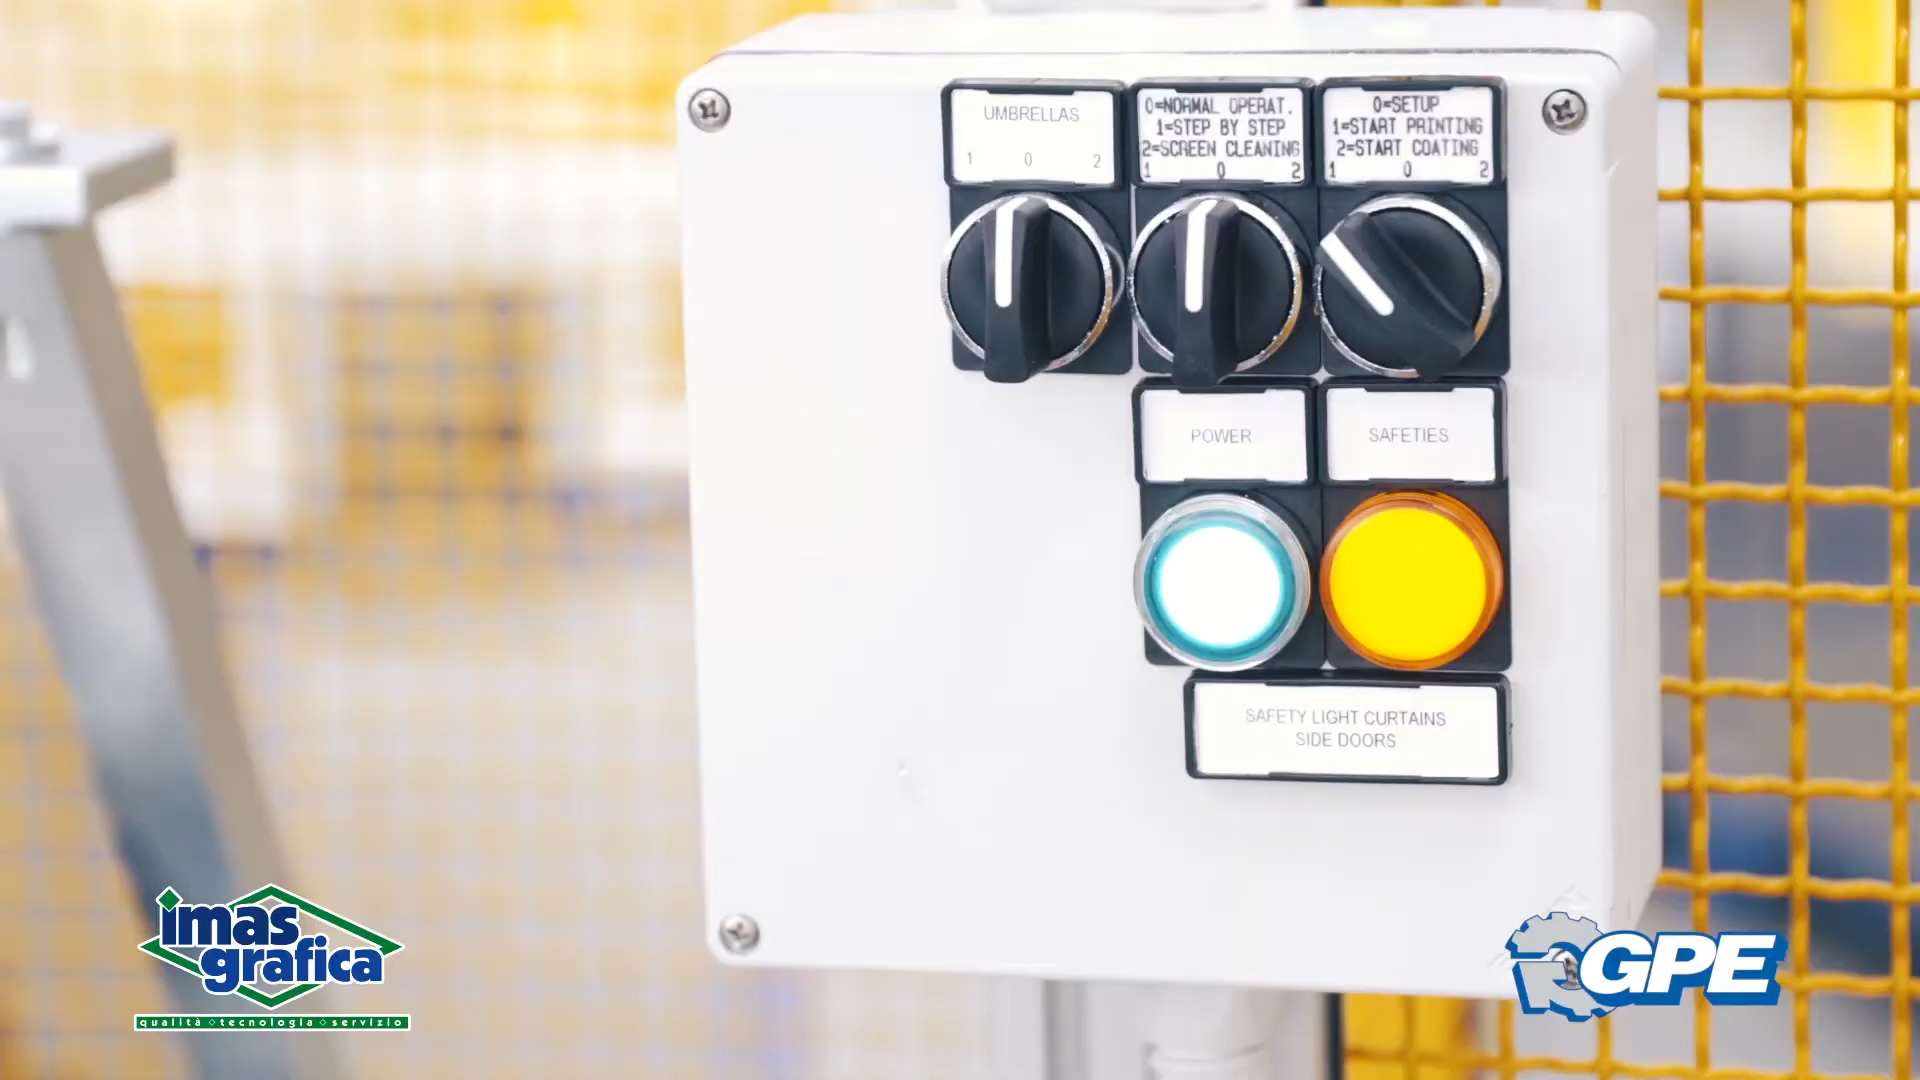 UMBRELLAS
1 0 2
0=NORMAL OPERAT.
1=STEP BY STEP
2=SCREEN CLEANING
1 0 2
0=SETUP
1=START PRINTING
2=START COATING
1 0 2
POWER
SAFETIES
SAFETY LIGHT CURTAINS
SIDE DOORS
imas
grafica
qualità ◇ tecnologia ◇ servizio
GPE